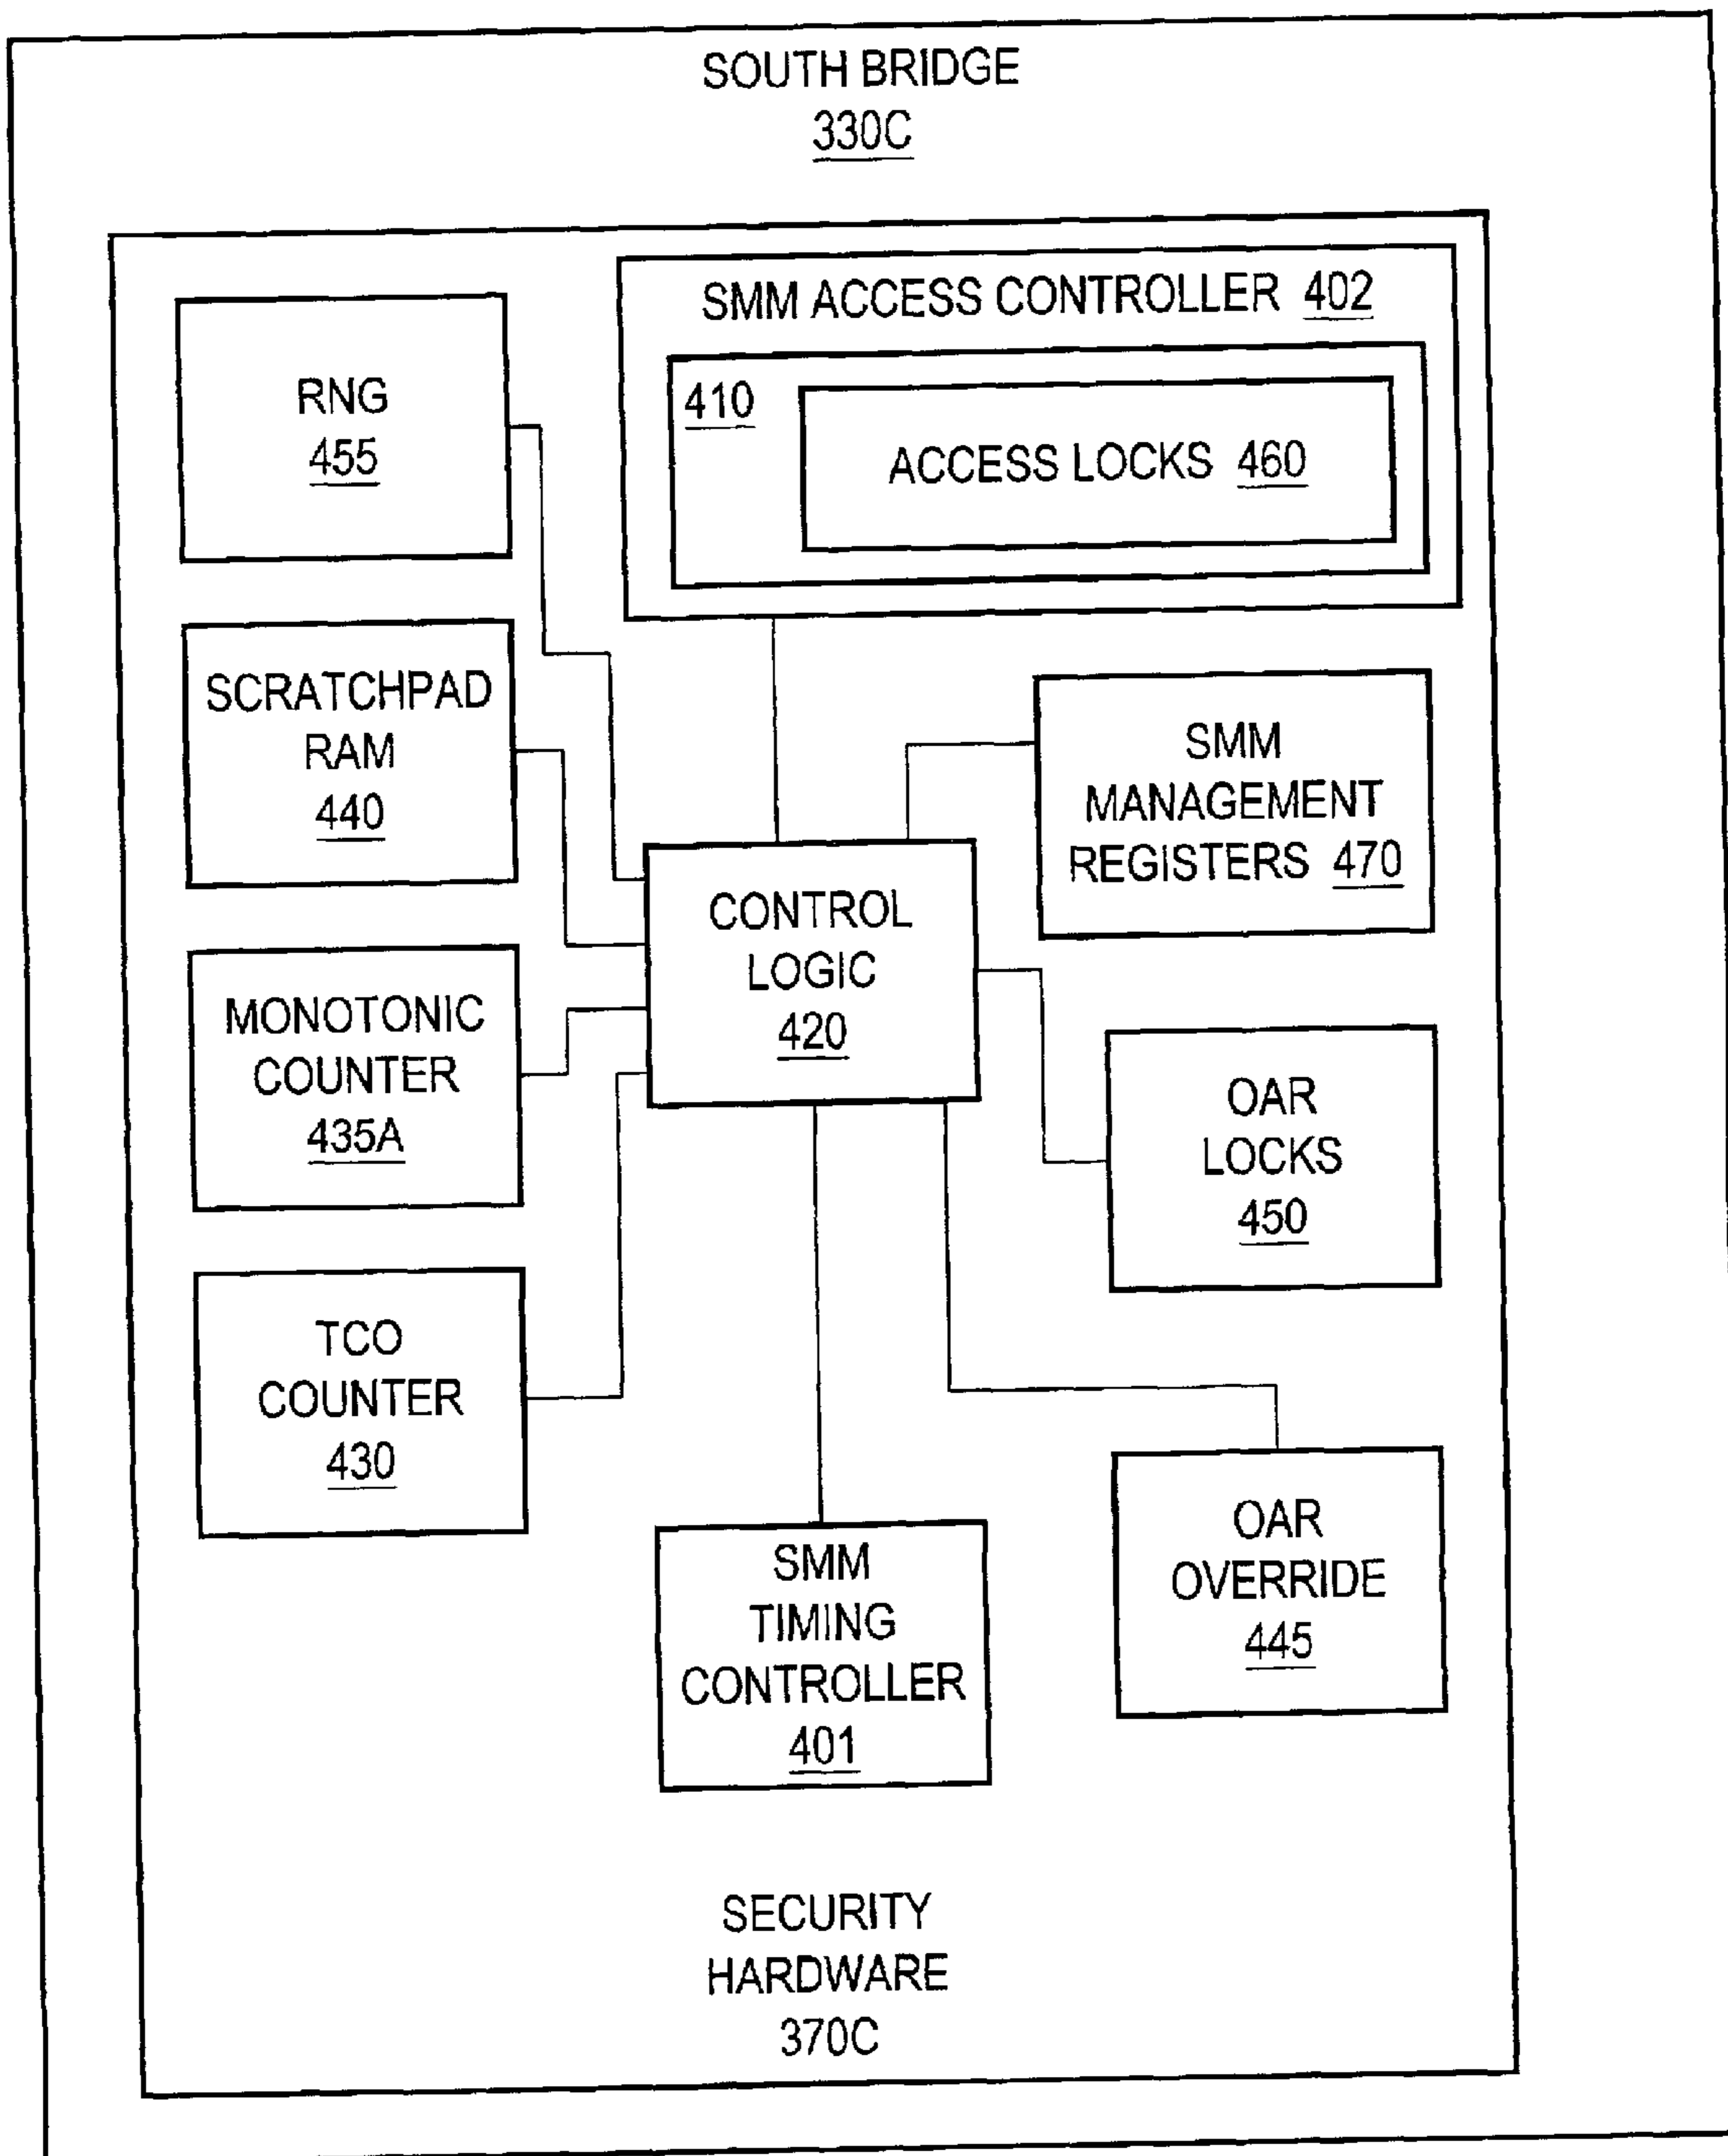 SOUTH BRIDGE
330C
SMM ACCESS CONTROLLER 402
410
ACCESS LOCKS 460
RNG
455
SCRATCHPAD
RAM
440
SMM
MANAGEMENT
REGISTERS 470
CONTROL
LOGIC
420
MONOTONIC
COUNTER
435A
OAR
LOCKS
450
TCO
COUNTER
430
OAR
OVERRIDE
445
SMM
TIMING
CONTROLLER
401
SECURITY
HARDWARE
370C